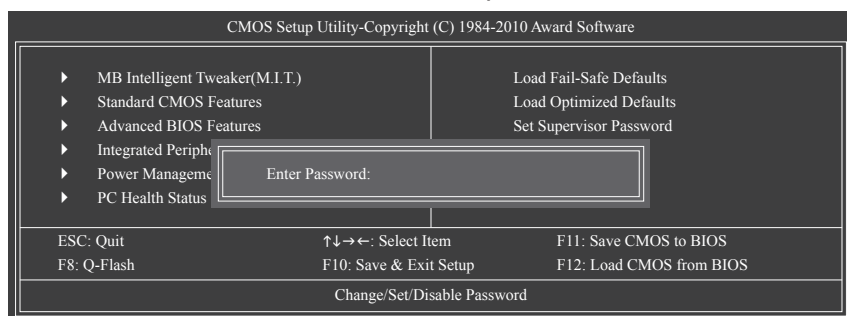 CMOS Setup Utility-Copyright (C) 1984-2010 Award Software
MB Intelligent Tweaker(M.I.T.)
Standard CMOS Features
Advanced BIOS Features
Integrated
Power
PC Health Status
Load Fail-Safe Defaults
Load Optimized Defaults
Set Supervisor Password
Enter Password:
ESC: Quit
↑↓→←: Select Item
F11: Save CMOS to BIOS
F8: Q-Flash
F10: Save & Exit Setup
F12: Load CMOS from BIOS
Change/Set/Disable Password